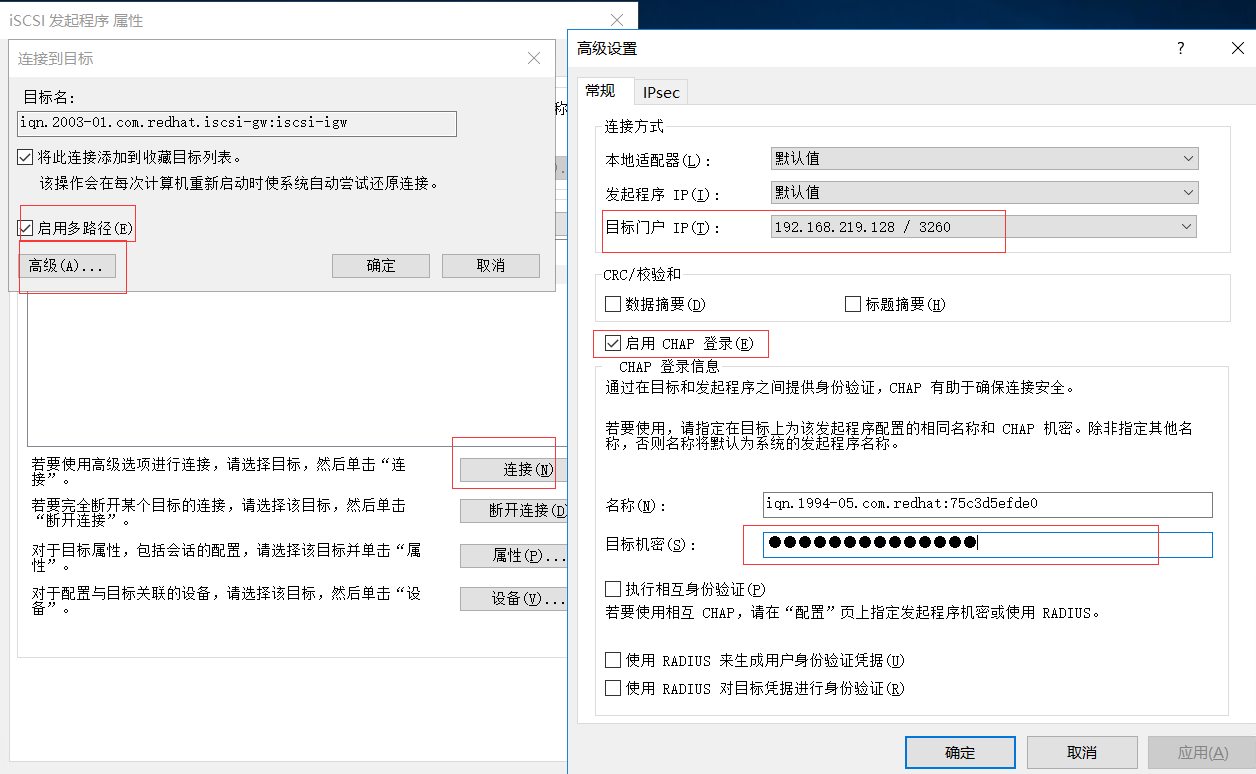 iSCSI 发起程序 属性
连接到目标
目标名：
iqn.2003-01.com.redhat.iscsi-gw:iscsi-igw
将此连接添加到收藏目标列表。
该操作会在每次计算机重新启动时使系统自动尝试还原连接。
启用多路径(E)
高级(A)...
确定
取消
称
若要使用高级选项进行连接，请选择目标，然后单击“连
接”。
连接(N)
若要完全断开某个目标的连接，请选择该目标，然后单击
“断开连接”。
断开连接(D)
对于目标属性，包括会话的配置，请选择该目标并单击“属
性”。
属性(P)...
对于配置与目标关联的设备，请选择该目标，然后单击“设
备”。
设备(V)...
高级设置
?
常规
IPsec
连接方式
本地适配器(L)：
默认值
发起程序 IP(I)：
默认值
目标门户 IP(T)：
192.168.219.128 / 3260
CRC/校验和
数据摘要(D)
标题摘要(H)
启用 CHAP 登录(E)
CHAP 登录信息
通过在目标和发起程序之间提供身份验证，CHAP 有助于确保连接安全。
若要使用，请指定在目标上为该发起程序配置的相同名称和 CHAP 机密。除非指定其他名
称，否则名称将默认为系统的发起程序名称。
名称(N)：
iqn.1994-05.com.redhat:75c3d5efde0
目标机密(S)：
●●●●●●●●●●●●●●
执行相互身份验证(P)
若要使用相互 CHAP，请在“配置”页上指定发起程序机密或使用 RADIUS。
使用 RADIUS 来生成用户身份验证凭据(U)
使用 RADIUS 对目标凭据进行身份验证(R)
确定
取消
应用(A)